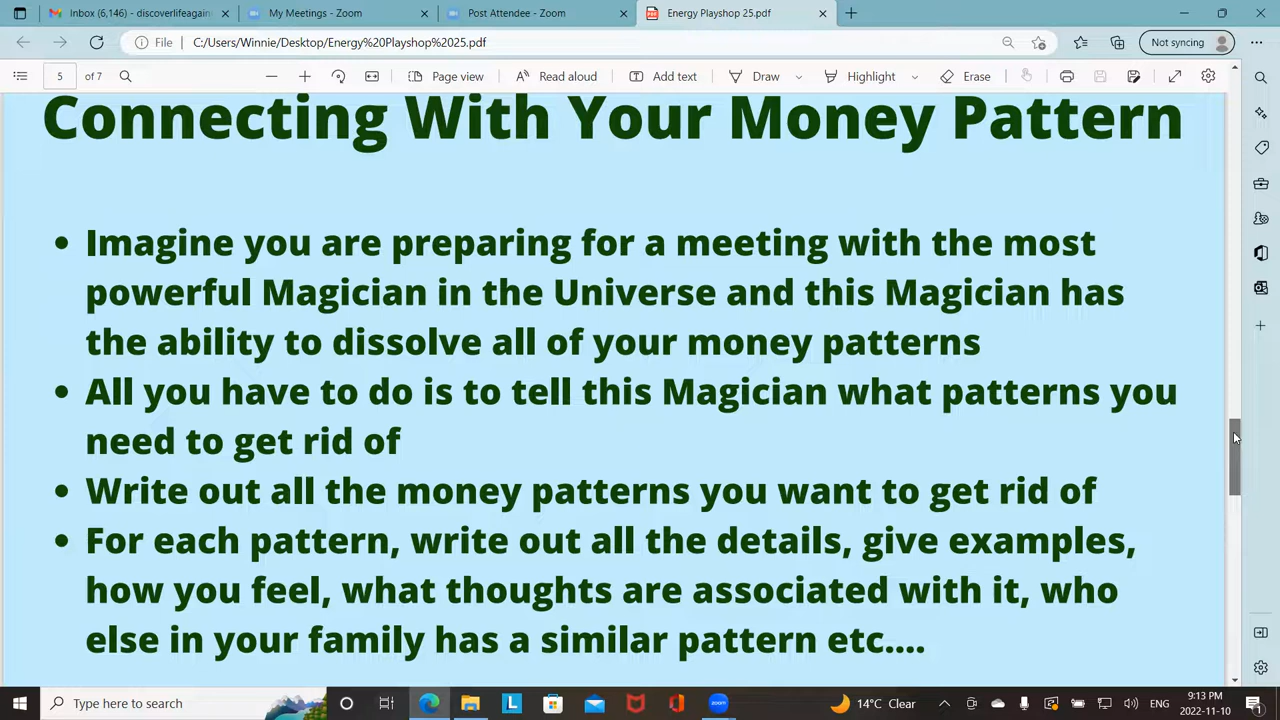 Inbox (6,146) - discoverlifeagain
My Meetings - Zoom
Post Attendee - Zoom
Energy Playshop 25.pdf
File
C:/Users/Winnie/Desktop/Energy%20Playshop%2025.pdf
Not syncing
5 of 7
Page view
Read aloud
Add text
Draw
Highlight
Erase
Connecting With Your Money Pattern
• Imagine you are preparing for a meeting with the most
powerful Magician in the Universe and this Magician has
the ability to dissolve all of your money patterns
• All you have to do is to tell this Magician what patterns you
need to get rid of
• Write out all the money patterns you want to get rid of
• For each pattern, write out all the details, give examples,
how you feel, what thoughts are associated with it, who
else in your family has a similar pattern etc....
Type here to search
L
zoom
14°C Clear
ENG
9:13 PM
2022-11-10